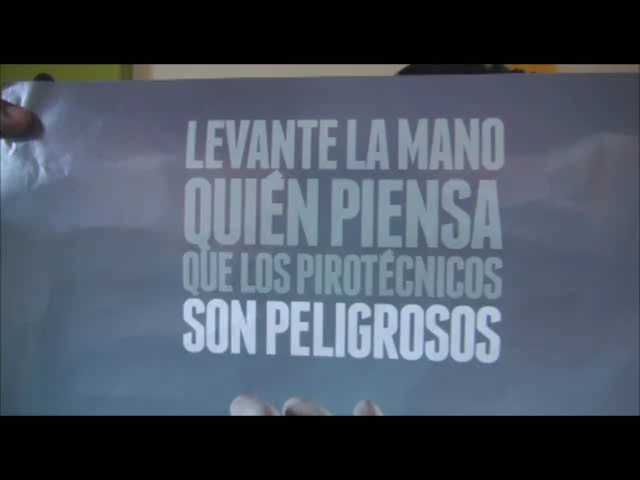 LEVANTE LA MANO
QUIÉN PIENSA
QUE LOS PIROTÉCNICOS
SON PELIGROSOS